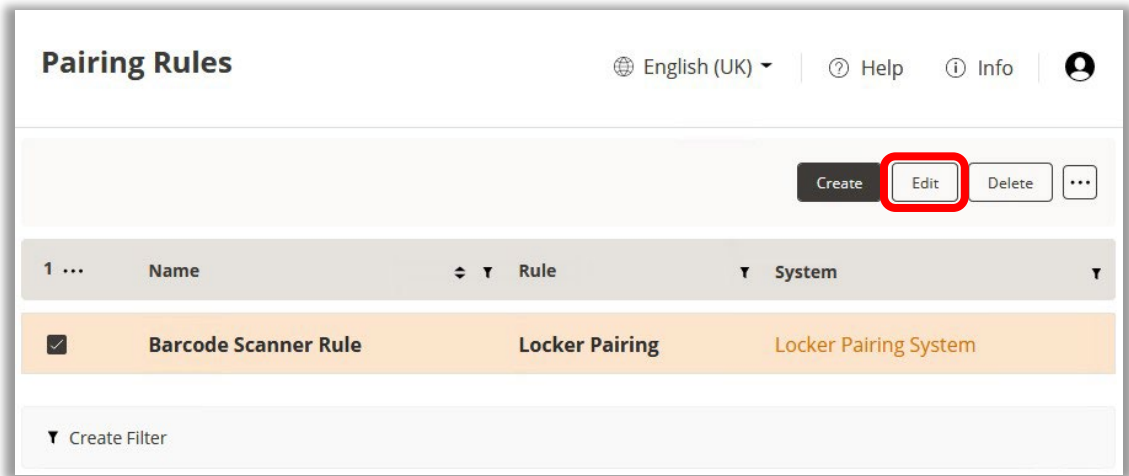 Pairing Rules English (UK) Help Info
Create Edit Delete
1 ... Name Rule System
Barcode Scanner Rule Locker Pairing Locker Pairing System
Create Filter